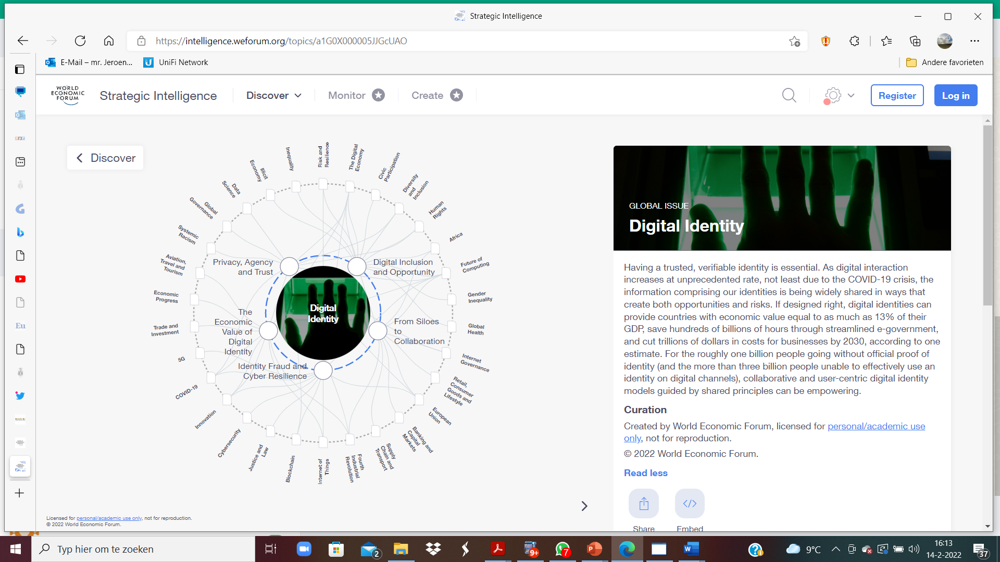 Strategic Intelligence
https://intelligence.weforum.org/topics/a1G0X000005JJGcUAO
E-Mail – mr. Jeroen...
UniFi Network
Andere favorieten
WORLD
ECONOMIC
FORUM
Strategic Intelligence
Discover
Monitor
Create
Register
Log in
Discover
Risk and
Resilience
The Digital
Economy
Civic
Participation
Diversity
and
Inclusion
Human
Rights
Africa
Future of
Computing
Gender
Inequality
Global
Health
Internet
Governance
Retail,
Consumer
Goods and
Lifestyle
European
Union
Banking and
Capital
Markets
Supply
Chain and
Transport
Fourth
Industrial
Revolution
Internet of
Things
Blockchain
Justice and
Law
Cybersecurity
Innovation
COVID-19
5G
Trade and
Investment
Economic
Progress
Aviation,
Travel and
Tourism
Systemic
Racism
Global
Governance
Data
Science
Illicit
Economy
Inequality
Privacy, Agency
and Trust
Digital Inclusion
and Opportunity
The
Economic
Value of
Digital
Identity
From Siloes
to
Collaboration
Identity Fraud and
Cyber Resilience
Digital
Identity
Licensed for personal/academic use only, not for reproduction.
© 2022 World Economic Forum.
GLOBAL ISSUE
Digital Identity
Having a trusted, verifiable identity is essential. As digital interaction
increases at unprecedented rate, not least due to the COVID-19 crisis, the
information comprising our identities is being widely shared in ways that
create both opportunities and risks. If designed right, digital identities can
provide countries with economic value equal to as much as 13% of their
GDP, save hundreds of billions of hours through streamlined e-government,
and cut trillions of dollars in costs for businesses by 2030, according to one
estimate. For the roughly one billion people going without official proof of
identity (and the more than three billion people unable to effectively use an
identity on digital channels), collaborative and user-centric digital identity
models guided by shared principles can be empowering.
Curation
Created by World Economic Forum, licensed for personal/academic use
only, not for reproduction.
© 2022 World Economic Forum.
Read less
Share
Embed
Eu
Typ hier om te zoeken
2
9+
7
9°C
16:13
14-2-2022
37